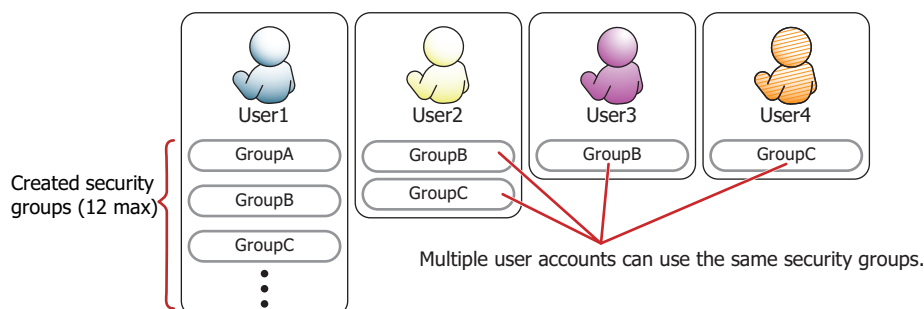 User1
User2
User3
User4
GroupA
GroupB
GroupC
GroupB
GroupC
GroupB
GroupC
Created security
groups (12 max)
Multiple user accounts can use the same security groups.